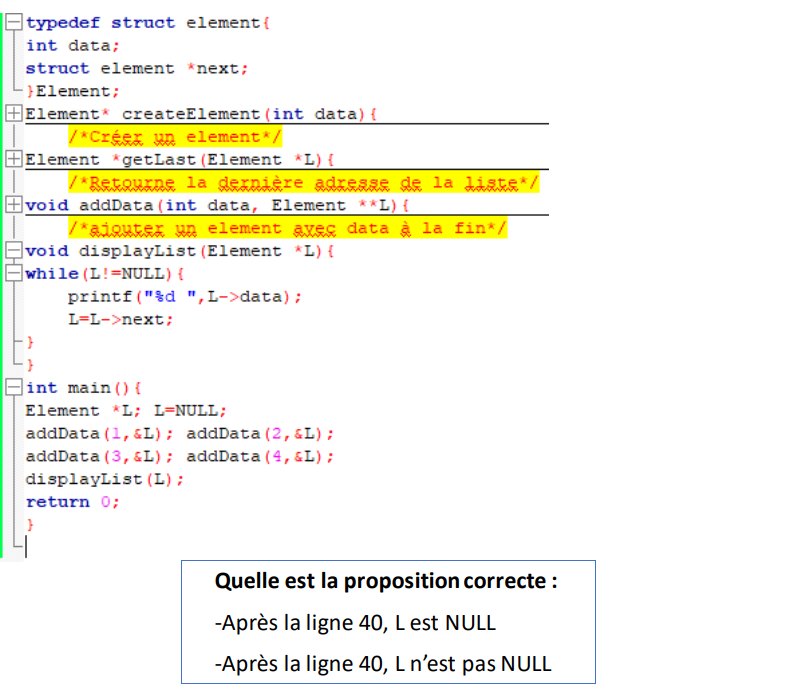 typedef struct element{
int data;
struct element *next;
}Element;
Element* createElement(int data){
/*Créer un element*/
Element *getLast(Element *L){
/*Retourne la dernière adresse de la liste*/
void addData(int data, Element **L){
/*ajouter un element avec data à la fin*/
void displayList(Element *L){
while(L!=NULL){
printf("%d ",L->data);
L=L->next;
}
}
int main(){
Element *L; L=NULL;
addData(1,&L); addData(2,&L);
addData(3,&L); addData(4,&L);
displayList(L);
return 0;
}
Quelle est la proposition correcte :
-Après la ligne 40, L est NULL
-Après la ligne 40, L n’est pas NULL